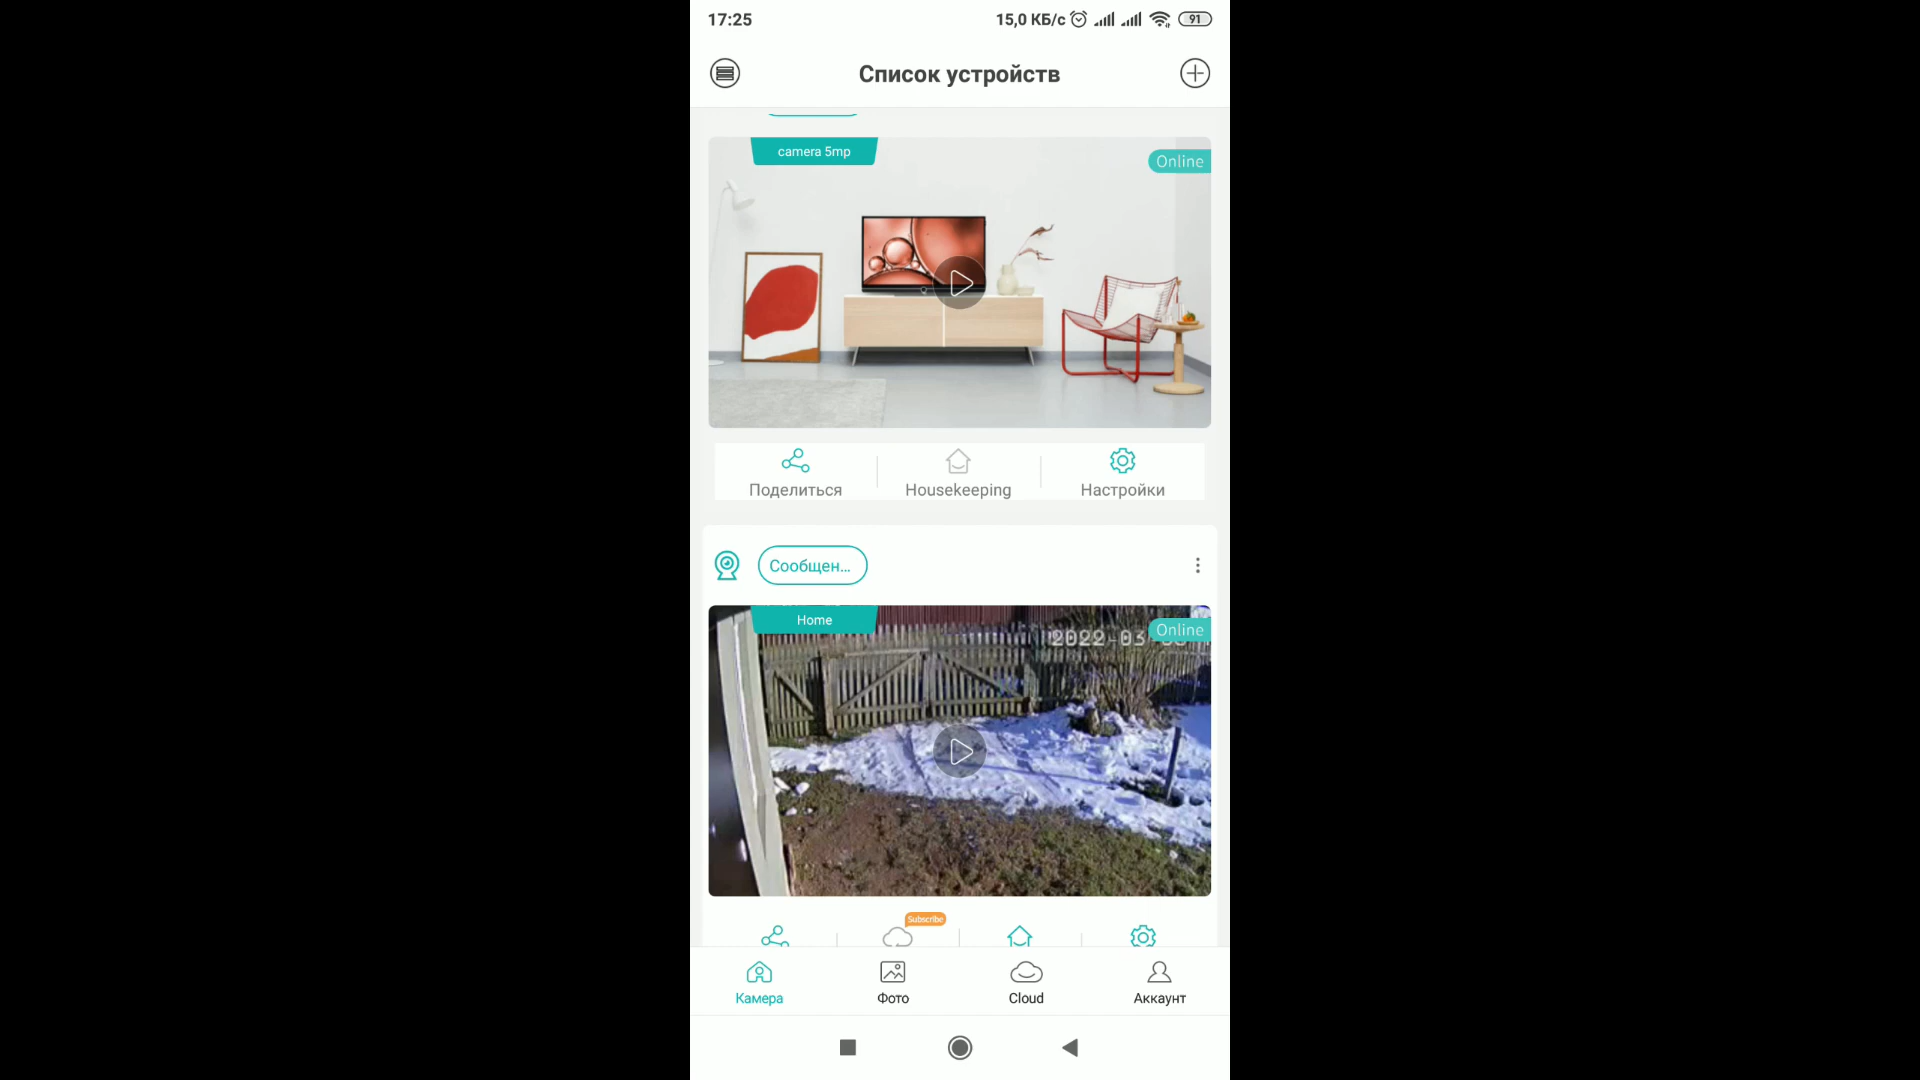 17:25
15,0 КБ/с
91
Список устройств
camera 5mp
Online
Поделиться
Housekeeping
Настройки
Сообщен...
Home
Online
2022-03-
Subscribe
Камера
Фото
Cloud
Аккаунт